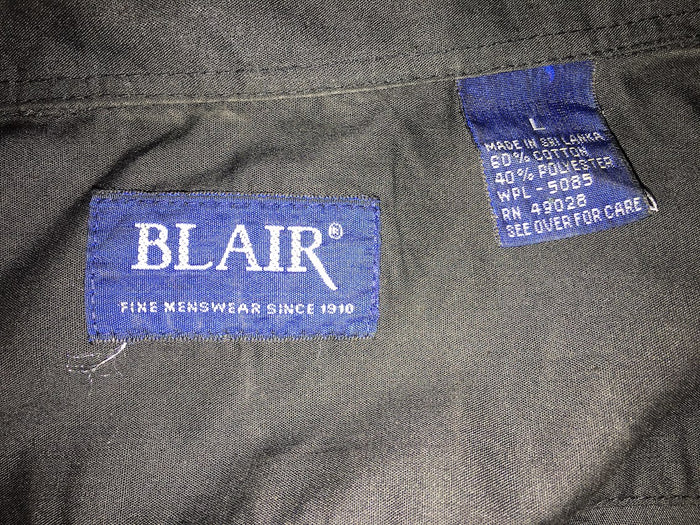 BLAIR®
FINE MENSWEAR SINCE 1910
L
MADE IN SRI LANKA
60% COTTON
40% POLYESTER
WPL - 5085
RN 49028
SEE OVER FOR CARE